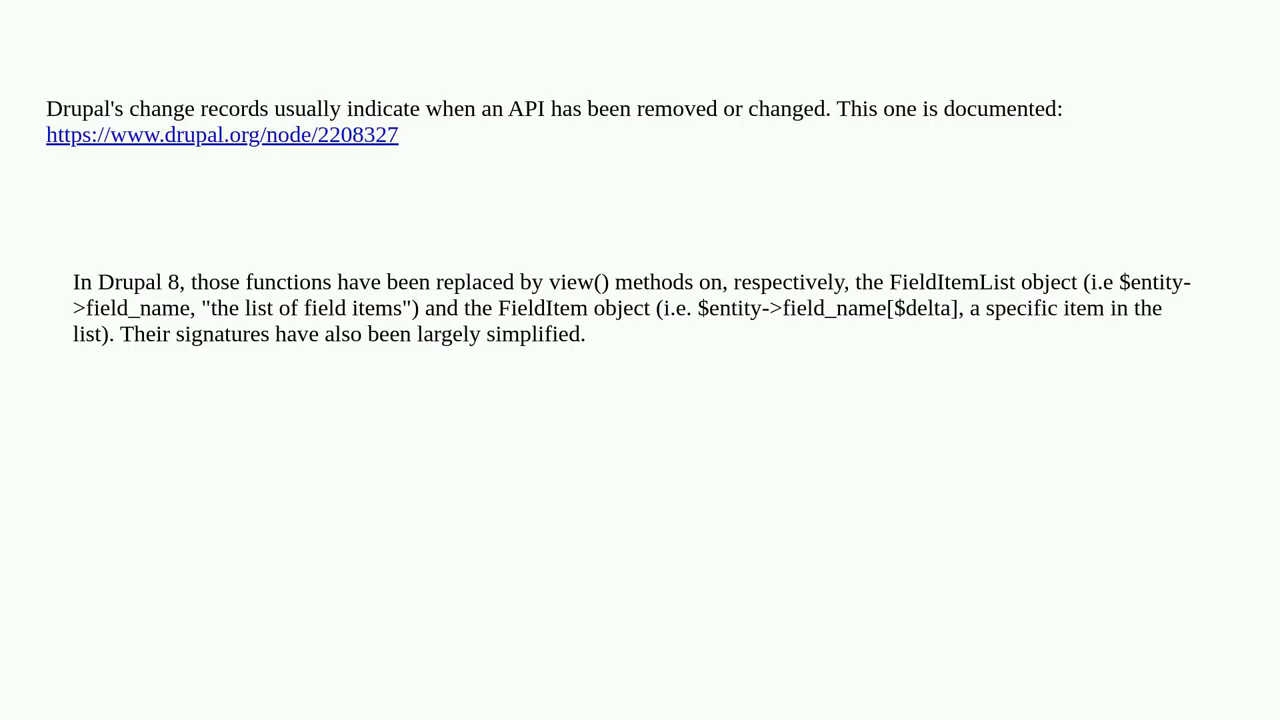 Drupal's change records usually indicate when an API has been removed or changed. This one is documented:
https://www.drupal.org/node/2208327
In Drupal 8, those functions have been replaced by view() methods on, respectively, the FieldItemList object (i.e $entity-
>field_name, "the list of field items") and the FieldItem object (i.e. $entity->field_name[$delta], a specific item in the
list). Their signatures have also been largely simplified.